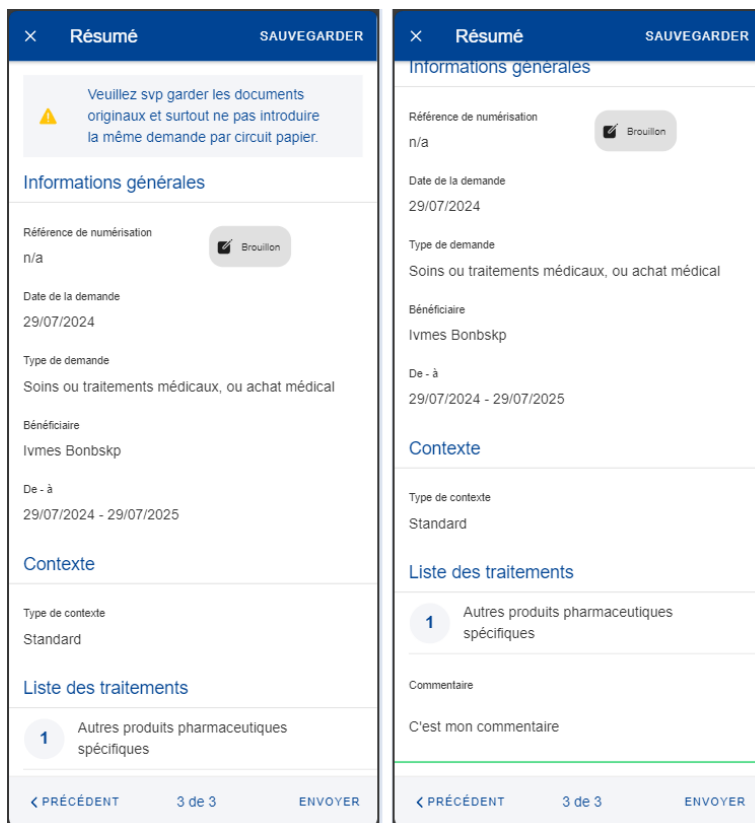 Résumé
SAUVEGARDER
Veuillez svp garder les documents
originaux et surtout ne pas introduire
la même demande par circuit papier.
Informations générales
Référence de numérisation
n/a
Brouillon
Date de la demande
29/07/2024
Type de demande
Soins ou traitements médicaux, ou achat médical
Bénéficiaire
Ivmes Bonbskp
De - à
29/07/2024 - 29/07/2025
Contexte
Type de contexte
Standard
Liste des traitements
1
Autres produits pharmaceutiques
spécifiques
PRÉCÉDENT
3 de 3
ENVOYER
Résumé
SAUVEGARDER
Informations générales
Référence de numérisation
n/a
Brouillon
Date de la demande
29/07/2024
Type de demande
Soins ou traitements médicaux, ou achat médical
Bénéficiaire
Ivmes Bonbskp
De - à
29/07/2024 - 29/07/2025
Contexte
Type de contexte
Standard
Liste des traitements
1
Autres produits pharmaceutiques
spécifiques
Commentaire
C'est mon commentaire
PRÉCÉDENT
3 de 3
ENVOYER